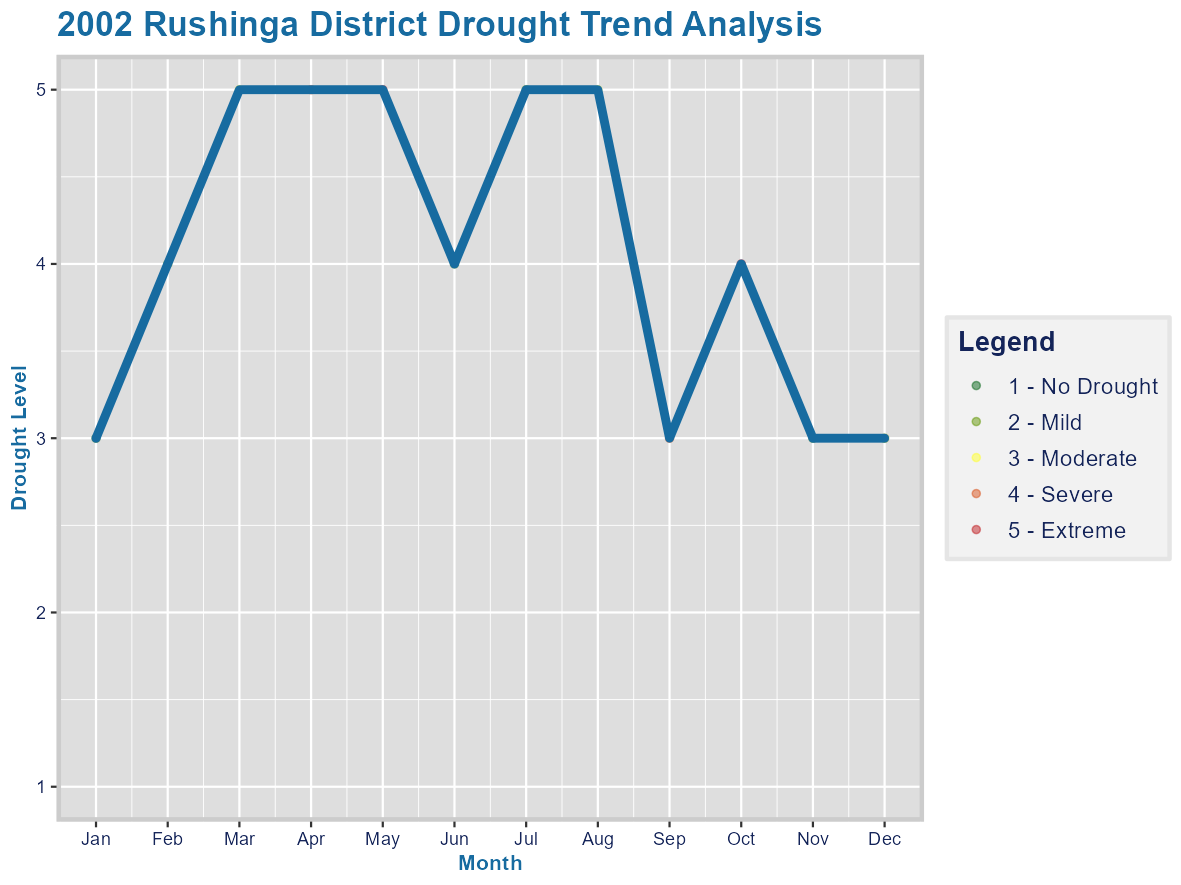 2002 Rushinga District Drought Trend Analysis
Drought Level
5
4
3
2
1
Jan Feb Mar Apr May Jun Jul Aug Sep Oct Nov Dec
Month
Legend
1 - No Drought
2 - Mild
3 - Moderate
4 - Severe
5 - Extreme